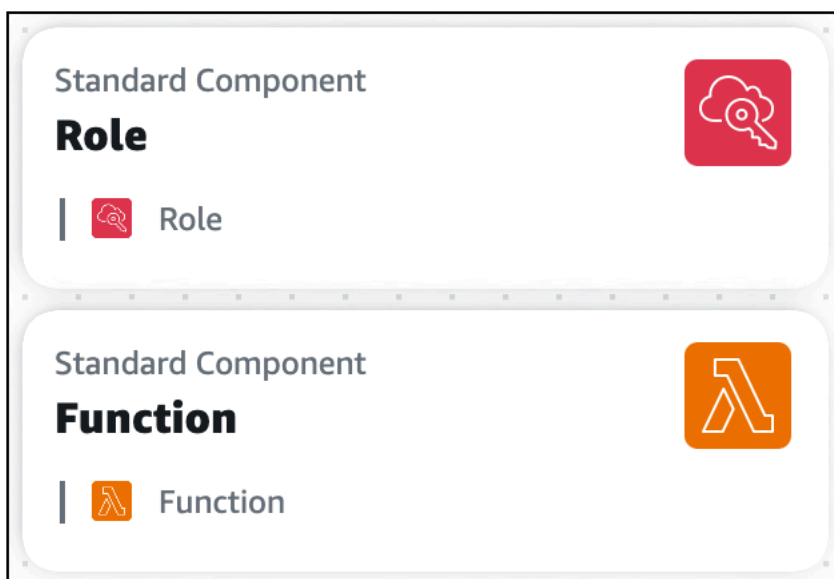 Standard Component
Role
Role
Standard Component
Function
Function